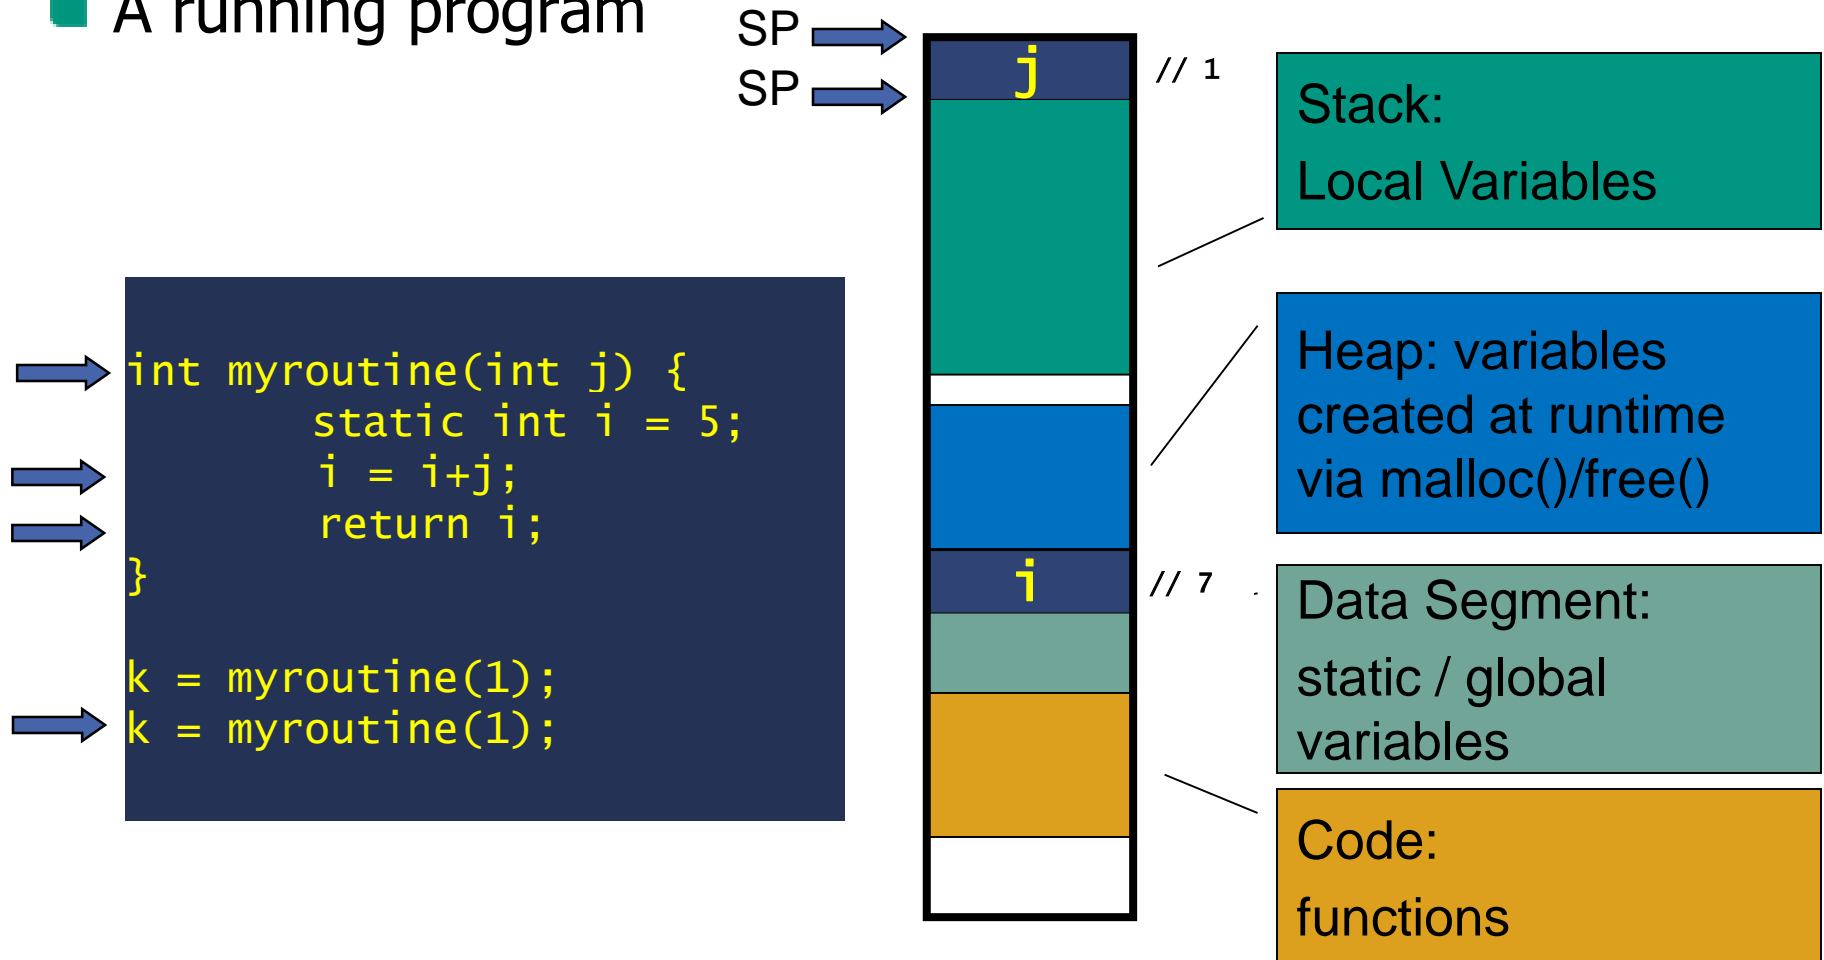 A running program
SP
SP
j
// 1
Stack:
Local Variables
int myroutine(int j) {
static int i = 5;
i = i+j;
return i;
}
k = myroutine(1);
k = myroutine(1);
Heap: variables
created at runtime
via malloc()/free()
i
// 7
Data Segment:
static / global
variables
Code:
functions